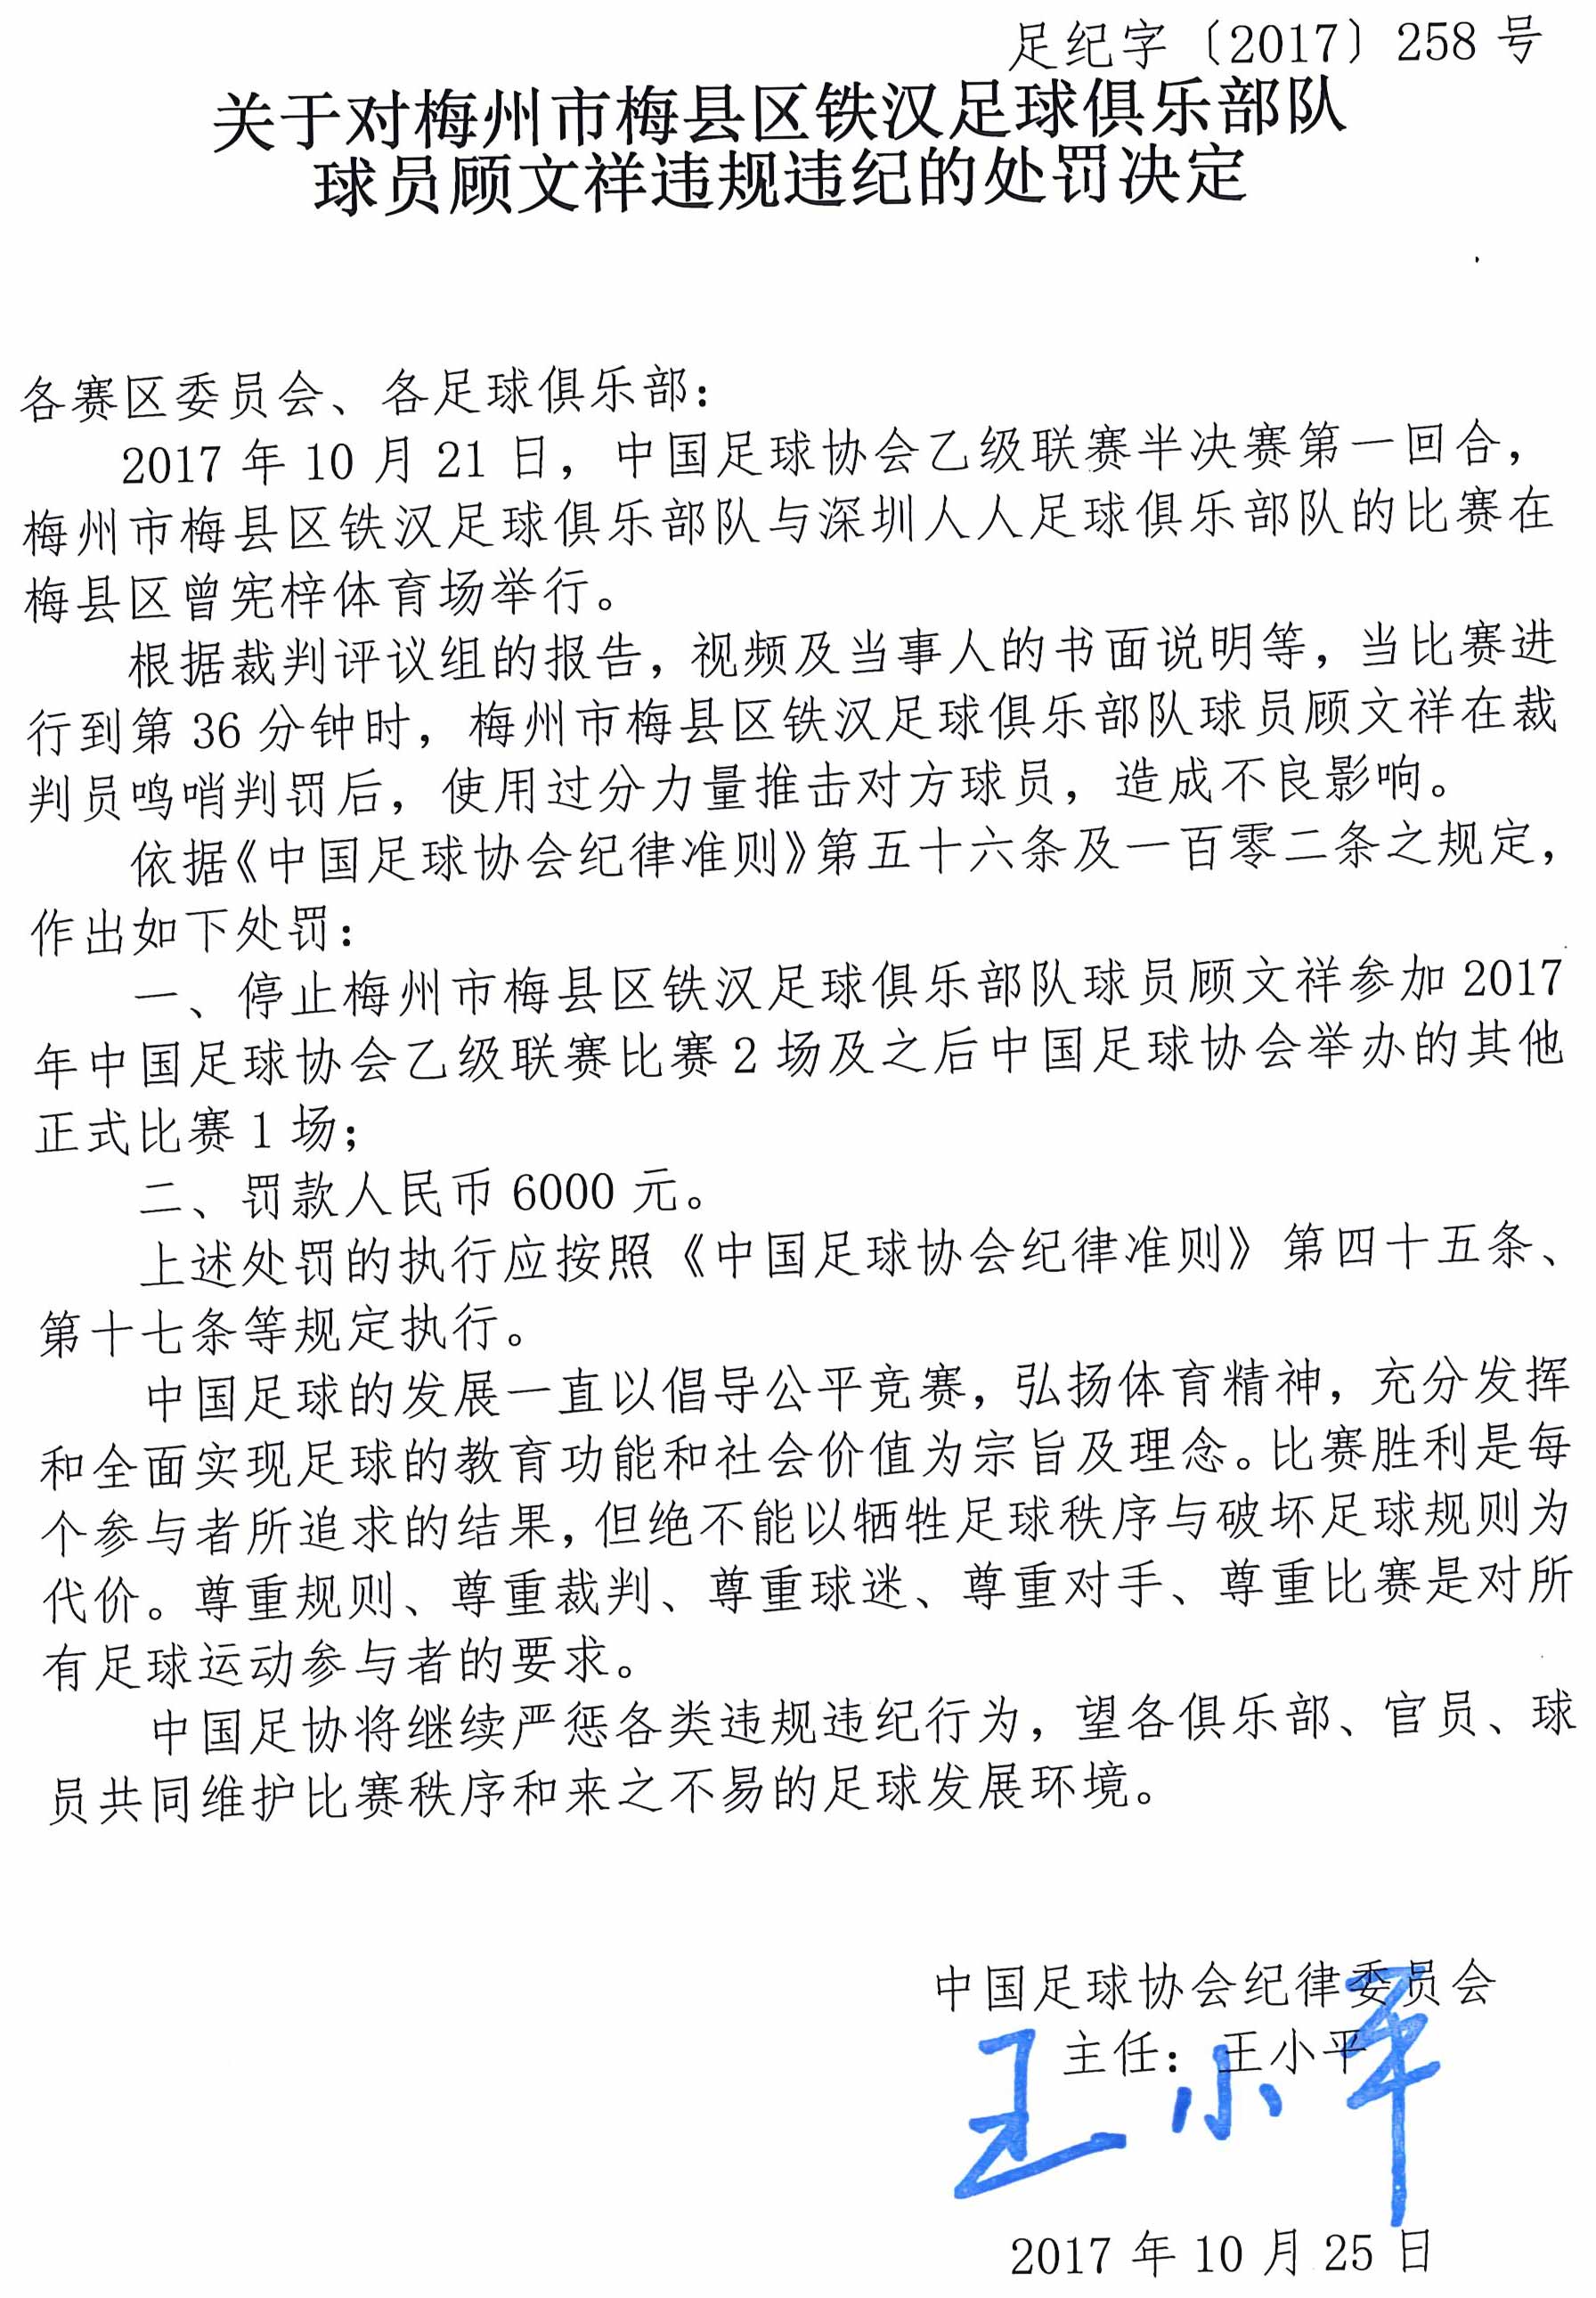 足纪字〔2017〕258 号
关于对梅州市梅县区铁汉足球俱乐部队
球员顾文祥违规违纪的处罚决定
各赛区委员会、各足球俱乐部：
2017 年 10 月 21 日，中国足球协会乙级联赛半决赛第一回合，
梅州市梅县区铁汉足球俱乐部队与深圳人人足球俱乐部队的比赛在
梅县区曾宪梓体育场举行。
根据裁判评议组的报告，视频及当事人的书面说明等，当比赛进
行到第 36 分钟时，梅州市梅县区铁汉足球俱乐部队球员顾文祥在裁
判员鸣哨判罚后，使用过分力量推击对方球员，造成不良影响。
依据《中国足球协会纪律准则》第五十六条及一百零二条之规定，
作出如下处罚：
一、停止梅州市梅县区铁汉足球俱乐部队球员顾文祥参加 2017
年中国足球协会乙级联赛比赛 2 场及之后中国足球协会举办的其他
正式比赛 1 场；
二、罚款人民币 6000 元。
上述处罚的执行应按照《中国足球协会纪律准则》第四十五条、
第十七条等规定执行。
中国足球的发展一直以倡导公平竞赛，弘扬体育精神，充分发挥
和全面实现足球的教育功能和社会价值为宗旨及理念。比赛胜利是每
个参与者所追求的结果，但绝不能以牺牲足球秩序与破坏足球规则为
代价。尊重规则、尊重裁判、尊重球迷、尊重对手、尊重比赛是对所
有足球运动参与者的要求。
中国足协将继续严惩各类违规违纪行为，望各俱乐部、官员、球
员共同维护比赛秩序和来之不易的足球发展环境。
中国足球协会纪律委员会
主任：王小平
王小平
2017 年 10 月 25 日